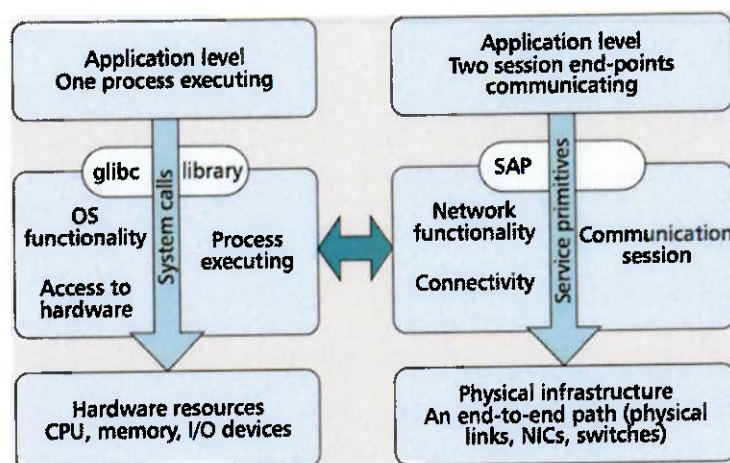 Application level
One process executing
glibc library
System calls
OS
functionality
Access to
hardware
Process
executing
Hardware resources
CPU, memory, I/O devices
Application level
Two session end-points
communicating
SAP
Service primitives
Network
functionality
Connectivity
Communication
session
Physical infrastructure
An end-to-end path (physical
links, NICs, switches)